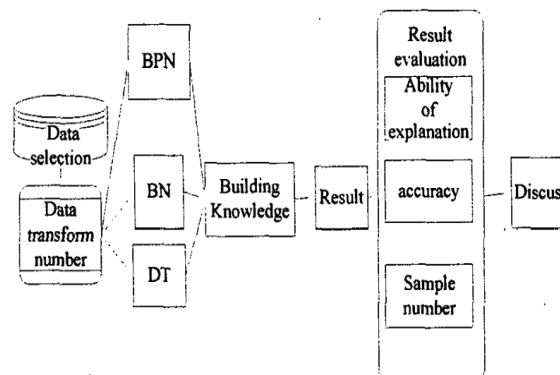 BPN
Data
selection
Data
transform
number
BN
DT
Building
Knowledge
Result
Result
evaluation
Ability
of
explanation
accuracy
Sample
number
Discus